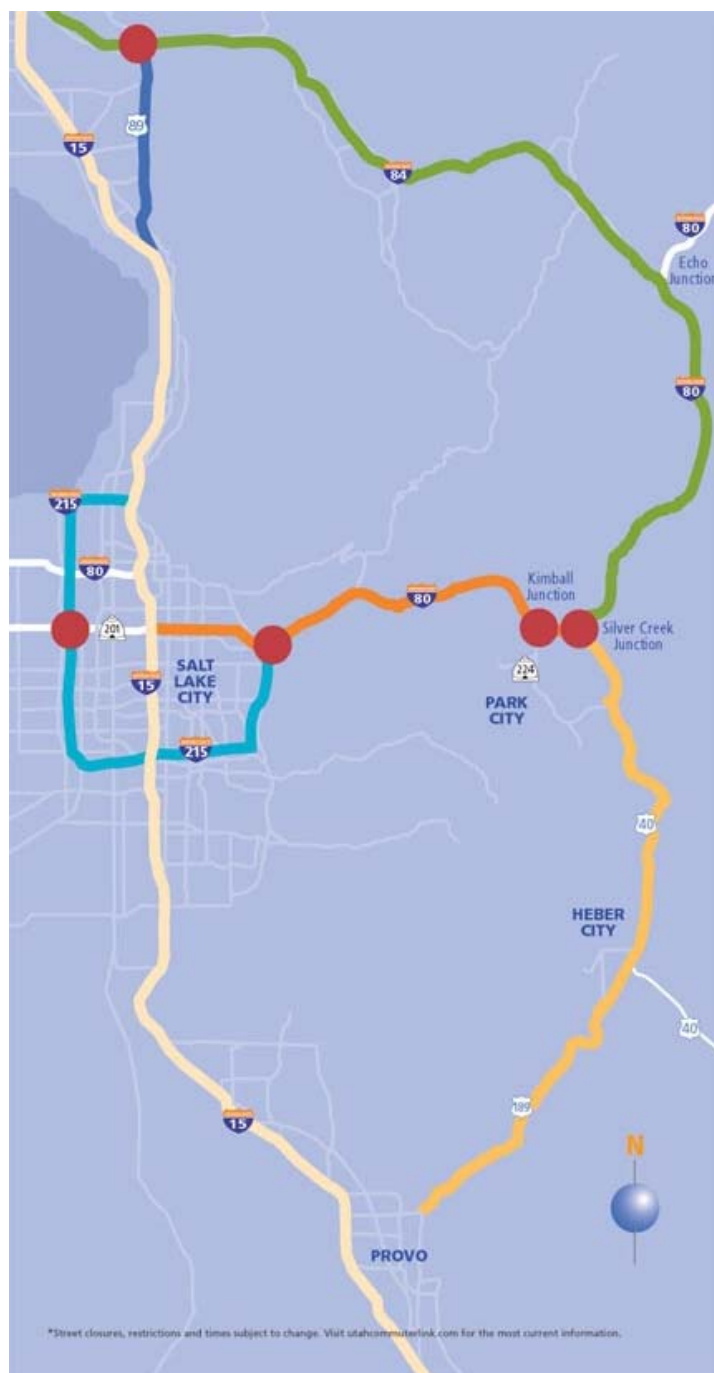 89
15
84
80
Echo
Junction
80
215
80
80
Kimball
Junction
201
Silver Creek
Junction
SALT
LAKE
CITY
15
224
PARK
CITY
215
40
HEBER
CITY
40
189
15
N
PROVO
*Street closures, restrictions and times subject to change. Visit utahcommuterlink.com for the most current information.